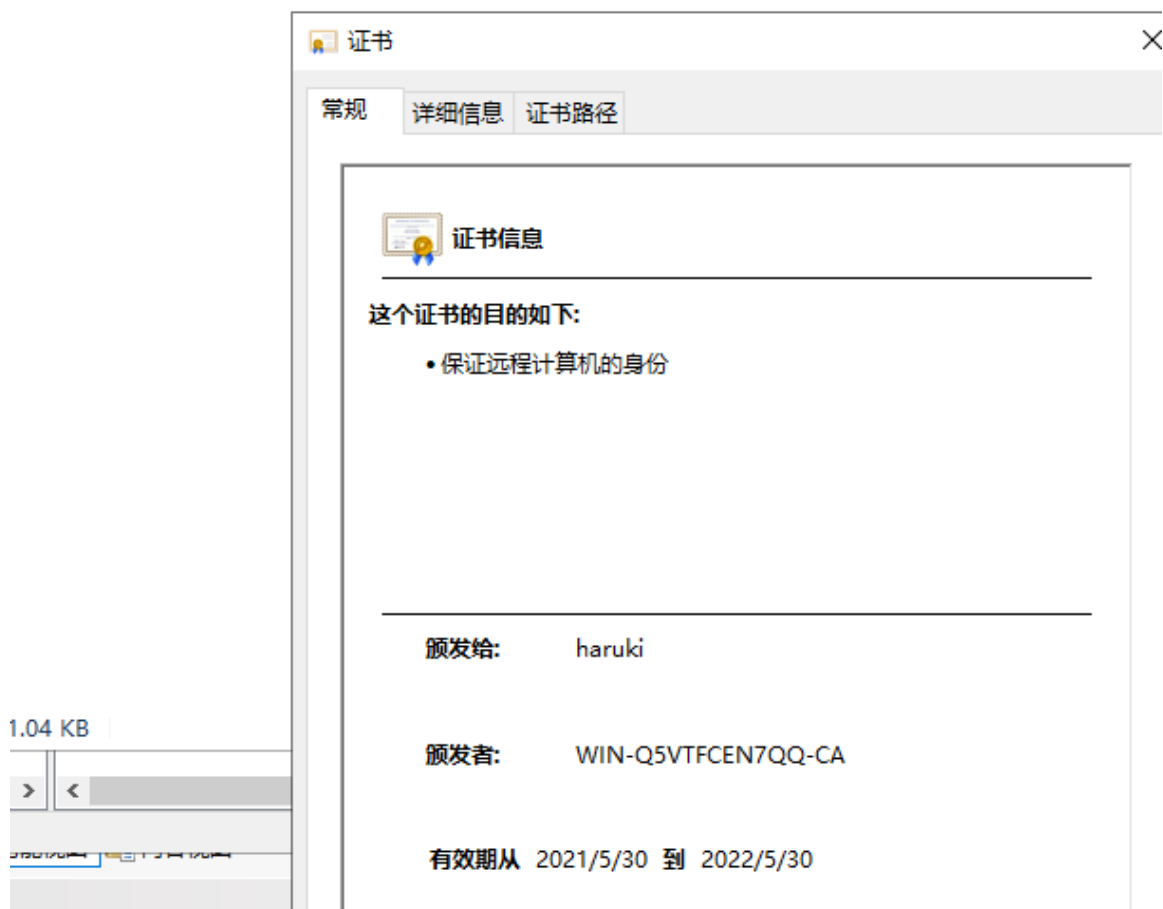 证书
常规 详细信息 证书路径
证书信息
这个证书的目的如下:
• 保证远程计算机的身份
颁发给: haruki
1.04 KB
颁发者: WIN-Q5VTFCEN7QQ-CA
有效期从 2021/5/30 到 2022/5/30